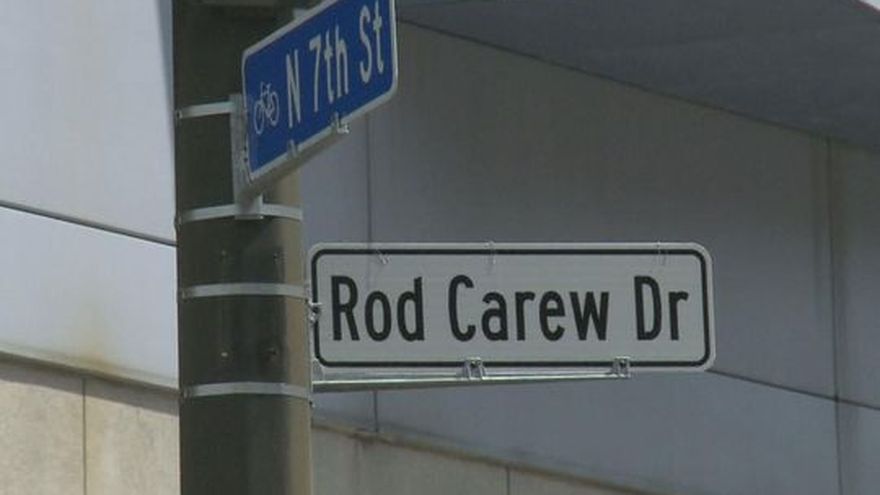 N 7th St
Rod Carew Dr